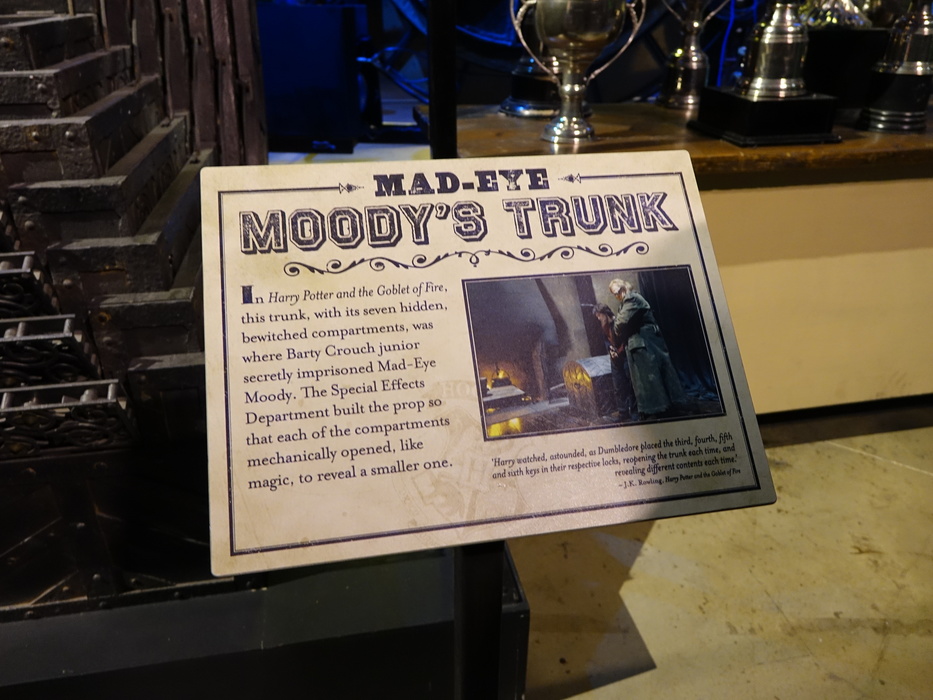 MAD-EYE
MOODY'S TRUNK
In Harry Potter and the Goblet of Fire,
this trunk, with its seven hidden,
bewitched compartments, was
where Barty Crouch junior
secretly imprisoned Mad-Eye
Moody. The Special Effects
Department built the prop so
that each of the compartments
mechanically opened, like
magic, to reveal a smaller one.
'Harry watched, astounded, as Dumbledore placed the third, fourth, fifth
and sixth keys in their respective locks, reopening the trunk each time, and
revealing different contents each time.'
–J.K. Rowling, Harry Potter and the Goblet of Fire